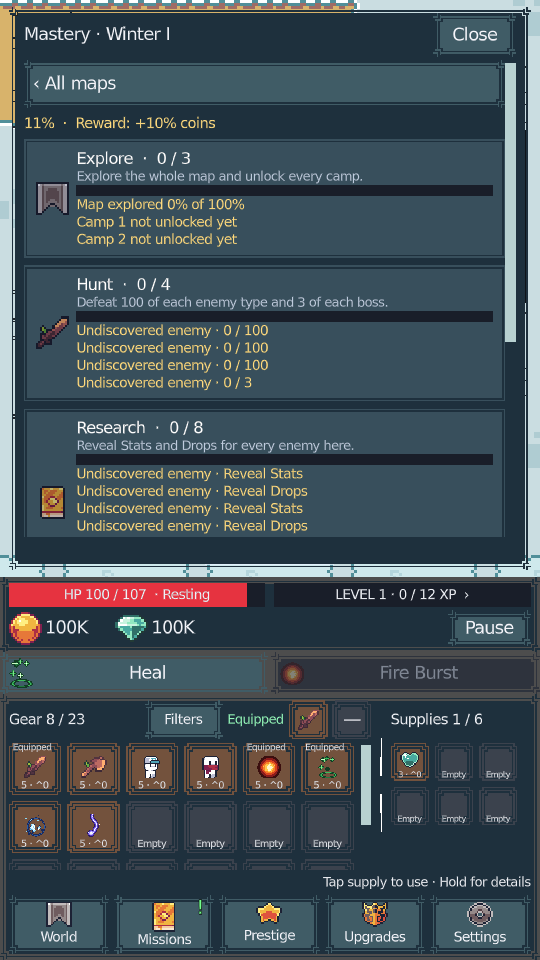 Mastery · Winter I
Close
‹ All maps
11% · Reward: +10% coins
Explore · 0 / 3
Explore the whole map and unlock every camp.
Map explored 0% of 100%
Camp 1 not unlocked yet
Camp 2 not unlocked yet
Hunt · 0 / 4
Defeat 100 of each enemy type and 3 of each boss.
Undiscovered enemy · 0 / 100
Undiscovered enemy · 0 / 100
Undiscovered enemy · 0 / 100
Undiscovered enemy · 0 / 3
Research · 0 / 8
Reveal Stats and Drops for every enemy here.
Undiscovered enemy · Reveal Stats
Undiscovered enemy · Reveal Drops
Undiscovered enemy · Reveal Stats
Undiscovered enemy · Reveal Drops
HP 100 / 107 · Resting
LEVEL 1 · 0 / 12 XP ›
100K
100K
Pause
Heal
Fire Burst
Gear 8 / 23
Filters
Equipped
—
Supplies 1 / 6
Equipped
Equipped
Equipped
5 · ^0
5 · ^0
5 · ^0
5 · ^0
5 · ^0
5 · ^0
3 · ^0
Empty
Empty
5 · ^0
5 · ^0
Empty
Empty
Empty
Empty
Empty
Empty
Empty
Tap supply to use · Hold for details
World
Missions
!
Prestige
Upgrades
Settings